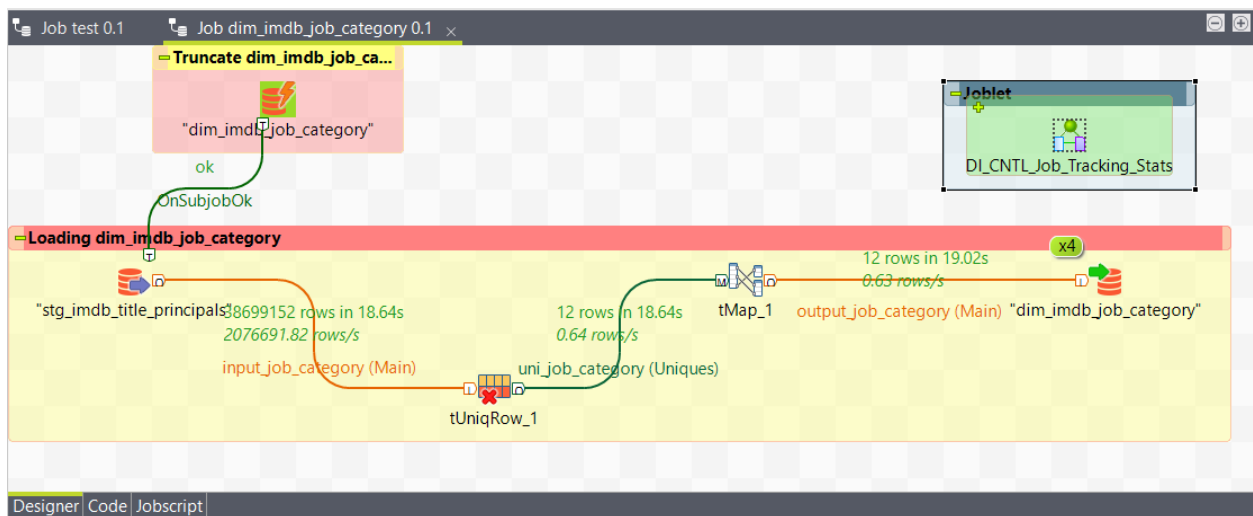 Job test 0.1
Job dim_imdb_job_category 0.1
Truncate dim_imdb_job_ca...
"dim_imdb_job_category"
ok
OnSubjobOk
Joblet
DI_CNTL_Job_Tracking_Stats
Loading dim_imdb_job_category
"stg_imdb_title_principals"
38699152 rows in 18.64s
2076691.82 rows/s
input_job_category (Main)
tUniqRow_1
12 rows in 18.64s
0.64 rows/s
uni_job_category (Uniques)
tMap_1
12 rows in 19.02s
0.63 rows/s
output_job_category (Main)
x4
"dim_imdb_job_category"
Designer
Code
Jobscript